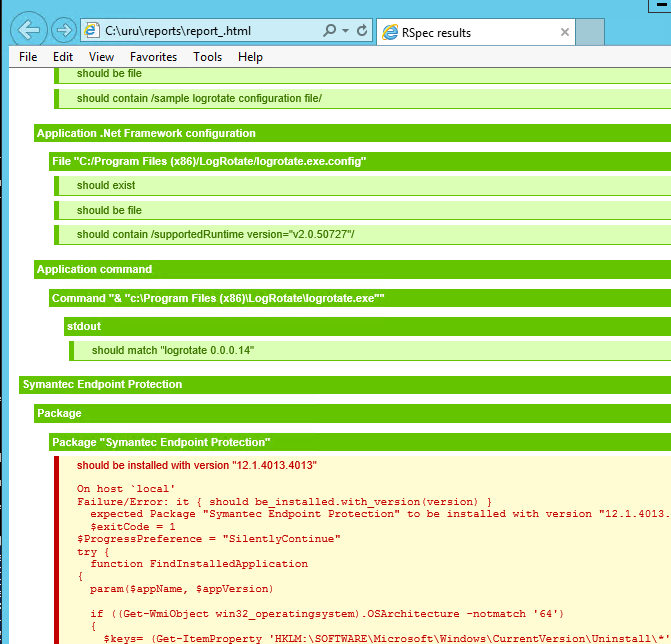 C:\uru\reports\report_.html
RSpec results
File Edit View Favorites Tools Help
should be file
should contain /sample logrotate configuration file/
Application .Net Framework configuration
File "C:/Program Files (x86)/LogRotate/logrotate.exe.config"
should exist
should be file
should contain /supportedRuntime version="v2.0.50727"/
Application command
Command "& "c:\Program Files (x86)\LogRotate\logrotate.exe""
stdout
should match "logrotate 0.0.0.14"
Symantec Endpoint Protection
Package
Package "Symantec Endpoint Protection"
should be installed with version "12.1.4013.4013"
On host `local'
Failure/Error: it { should be_installed.with_version(version) }
expected Package "Symantec Endpoint Protection" to be installed with version "12.1.4013.
$exitCode = 1
$ProgressPreference = "SilentlyContinue"
try {
function FindInstalledApplication
{
param($appName, $appVersion)
if ((Get-WmiObject win32_operatingsystem).OSArchitecture -notmatch '64')
{
$keys= (Get-ItemProperty 'HKLM:\SOFTWARE\Microsoft\Windows\CurrentVersion\Uninstall\*'